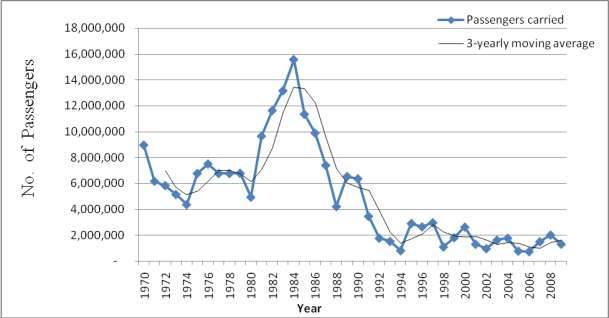 Passengers carried
3-yearly moving average
18,000,000
16,000,000
14,000,000
12,000,000
10,000,000
8,000,000
6,000,000
4,000,000
2,000,000
-
No. of Passengers
1970 1972 1974 1976 1978 1980 1982 1984 1986 1988 1990 1992 1994 1996 1998 2000 2002 2004 2006 2008
Year